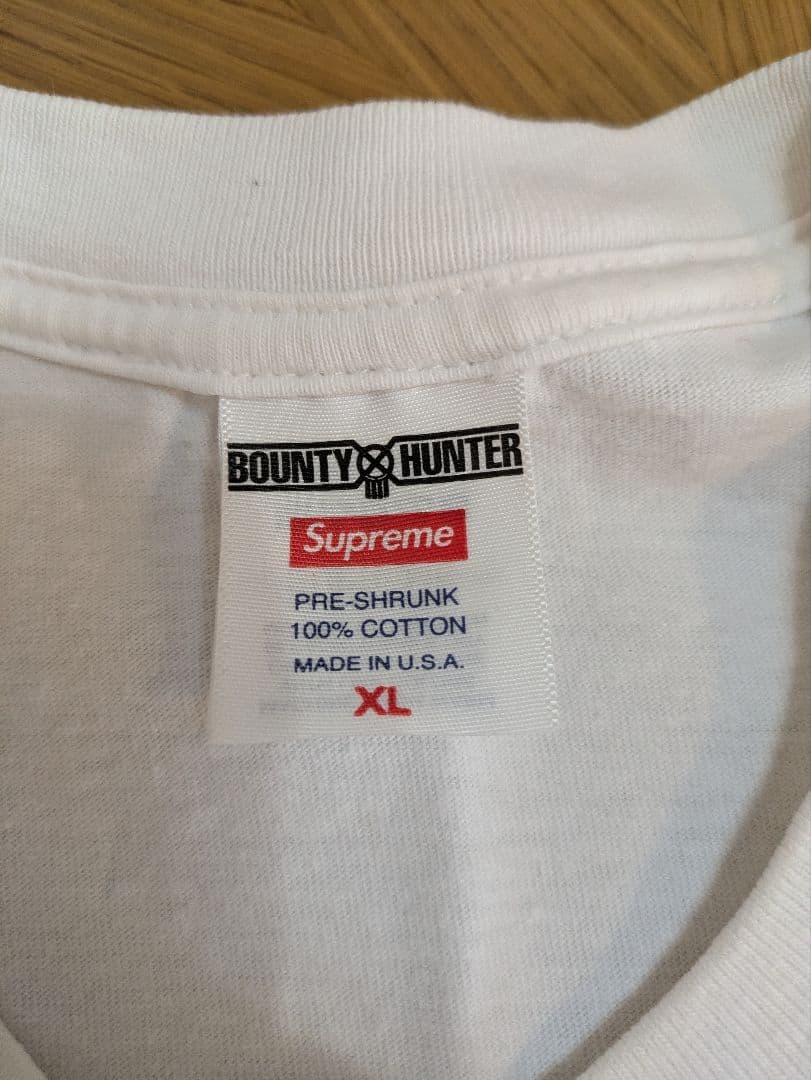 BOUNTY HUNTER
Supreme
PRE-SHRUNK
100% COTTON
MADE IN U.S.A.
XL